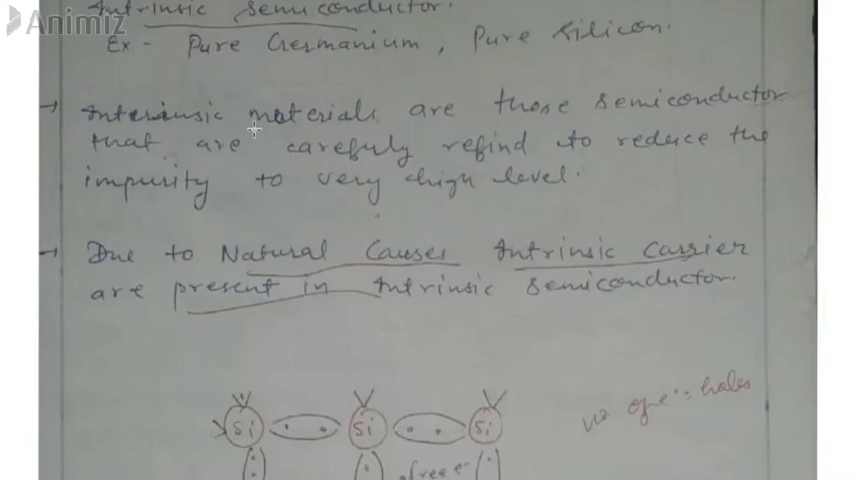 Animiz
Intrinsic semiconductor.
Ex - Pure Germanium, Pure Silicon.
→ Interinsic materials are those semiconductor
that are carefuly refind to reduce the
impurity to very high level.
→ Due to Natural Causes Intrinsic Carrier
are present in Intrinsic semiconductor.
no of e⁻ = holes
Si Si Si
free e⁻